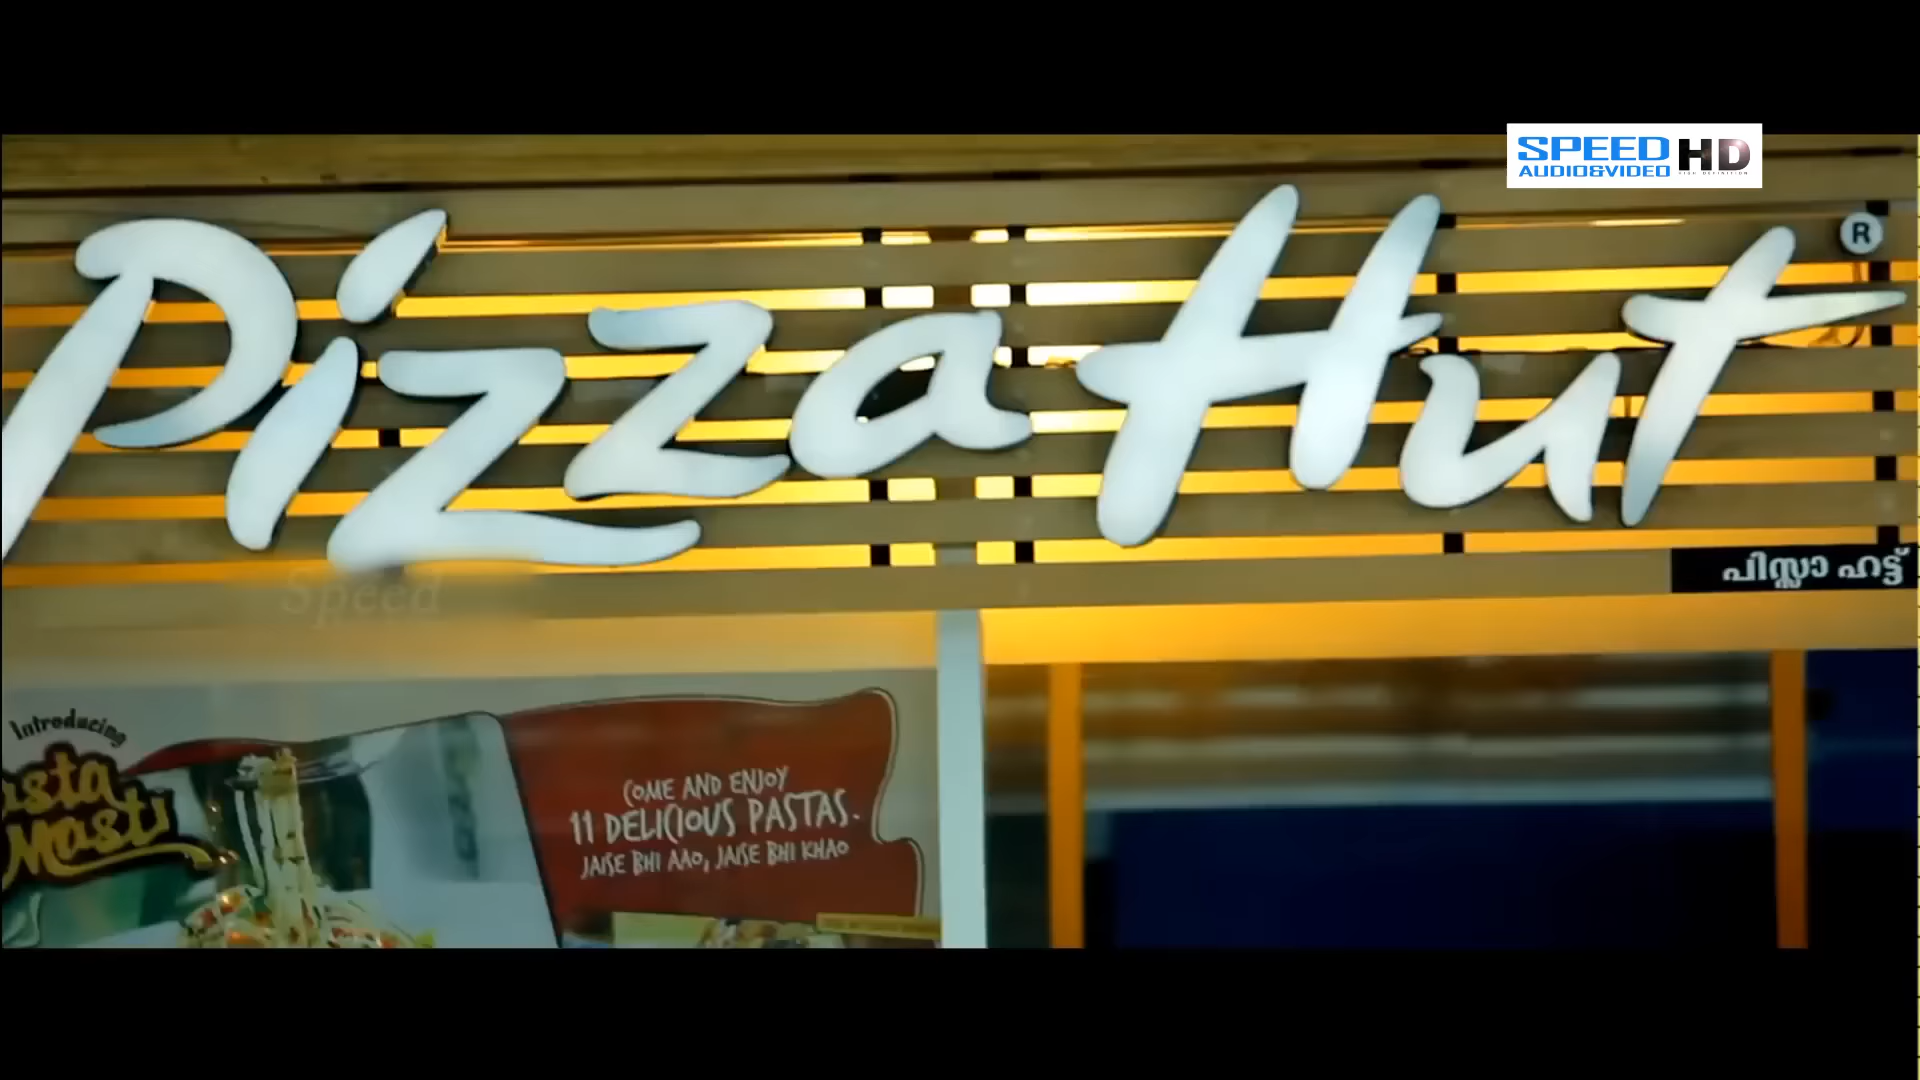 SPEED HD
AUDIO&VIDEO
Pizza Hut
®
പിസ്സാ ഹട്ട്
Speed
Introducing
Masti
COME AND ENJOY
11 DELICIOUS PASTAS.
JAISE BHI AAO, JAISE BHI KHAO